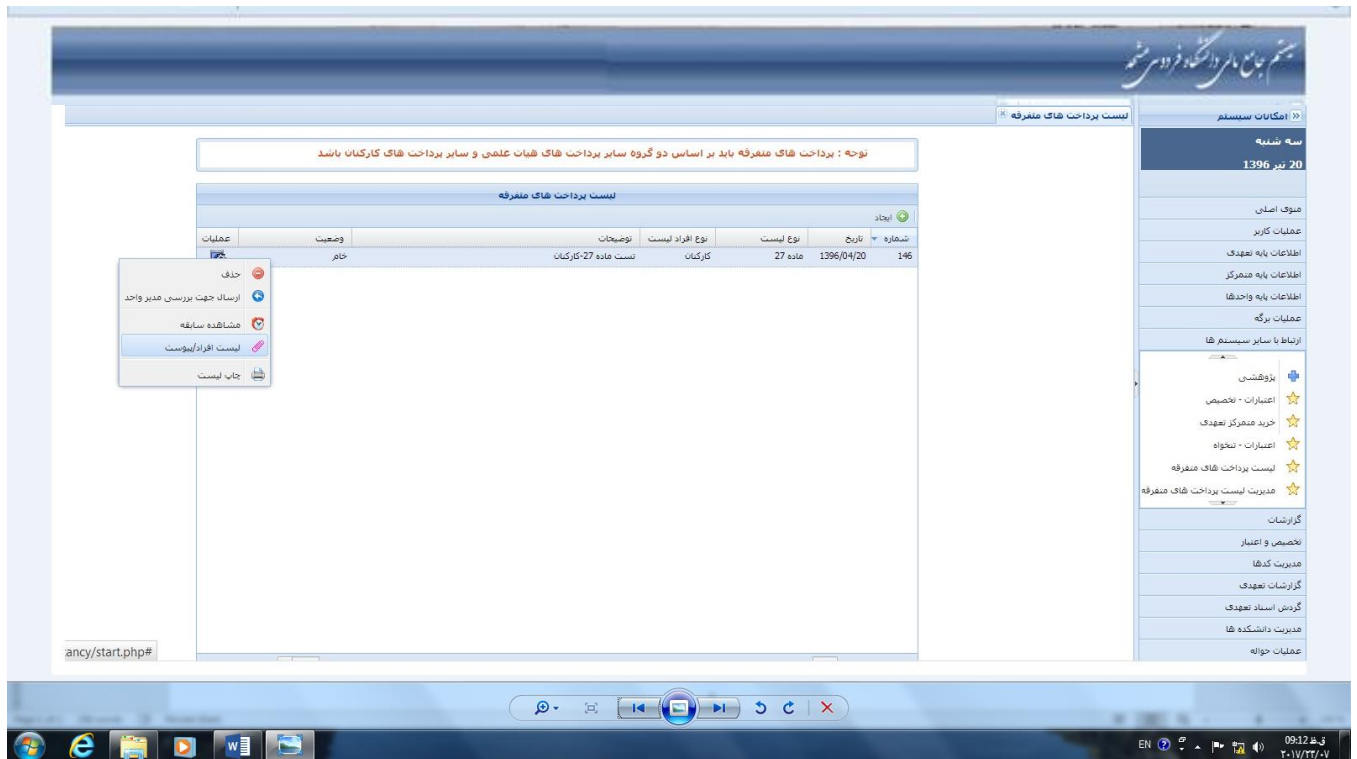 سیستم جامع مالی دانشگاه فردوسی مشهد
امکانات سیستم
لیست پرداخت های متفرقه
سه شنبه
20 تیر 1396
منوی اصلی
عملیات کاربر
اطلاعات پایه تعهدی
اطلاعات پایه متمرکز
اطلاعات پایه واحدها
عملیات برگه
ارتباط با سایر سیستم ها
پژوهشی
اعتبارات - تخصیص
خرید متمرکز تعهدی
اعتبارات - تنخواه
لیست پرداخت های متفرقه
مدیریت لیست پرداخت های متفرقه
گزارشات
تخصیص و اعتبار
مدیریت کدها
گزارشات تعهدی
گردش اسناد تعهدی
مدیریت دانشکده ها
عملیات حواله
توجه : پرداخت های متفرقه باید بر اساس دو گروه سایر پرداخت های هیات علمی و سایر پرداخت های کارکنان باشد
لیست پرداخت های متفرقه
ایجاد
شماره تاریخ نوع لیست نوع افراد لیست توضیحات وضعیت عملیات
146 1396/04/20 ماده 27 کارکنان تست ماده 27-کارکنان خام
حذف
ارسال جهت بررسی مدیر واحد
مشاهده سابقه
لیست افراد/پیوست
چاپ لیست
ancy/start.php#
EN
09:12 ق.ظ
۲۰۱۷/۲۳/۰۷